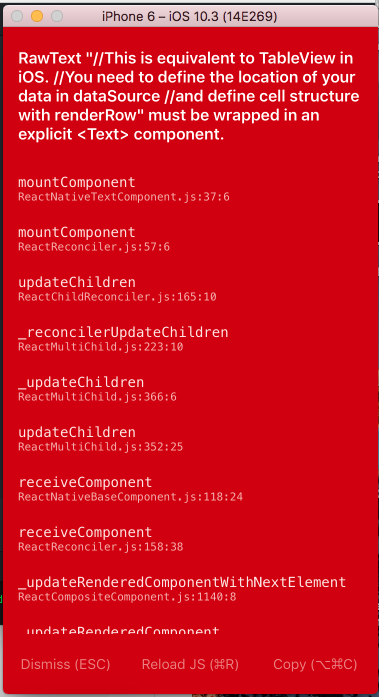 iPhone 6 – iOS 10.3 (14E269)
RawText "//This is equivalent to TableView in
iOS. //You need to define the location of your
data in dataSource //and define cell structure
with renderRow" must be wrapped in an
explicit <Text> component.
mountComponent
ReactNativeTextComponent.js:37:6
mountComponent
ReactReconciler.js:57:6
updateChildren
ReactChildReconciler.js:165:10
_reconcilerUpdateChildren
ReactMultiChild.js:223:10
_updateChildren
ReactMultiChild.js:366:6
updateChildren
ReactMultiChild.js:352:25
receiveComponent
ReactNativeBaseComponent.js:118:24
receiveComponent
ReactReconciler.js:158:38
_updateRenderedComponentWithNextElement
ReactCompositeComponent.js:1140:8
_updateRenderedComponent
Dismiss (ESC) Reload JS (⌘R) Copy (⌥⌘C)